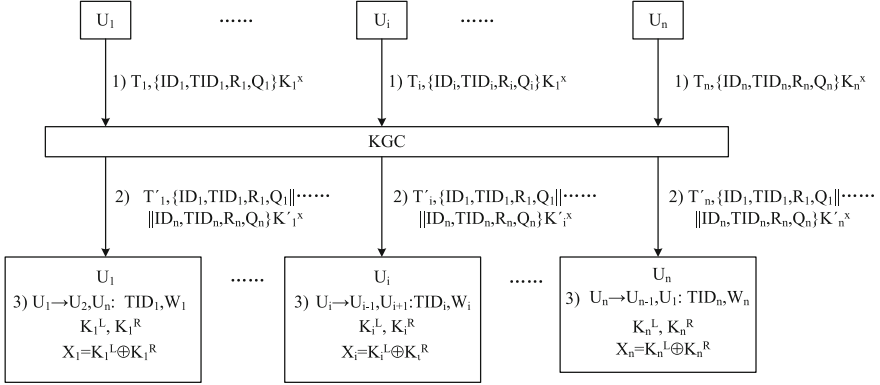 U₁ ...... Uᵢ ...... Uₙ
1) T₁,{ID₁,TID₁,R₁,Q₁}K₁ˣ
1) Tᵢ,{IDᵢ,TIDᵢ,Rᵢ,Qᵢ}K₁ˣ
1) Tₙ,{IDₙ,TIDₙ,Rₙ,Qₙ}Kₙˣ
KGC
2) T´₁,{ID₁,TID₁,R₁,Q₁||......
||IDₙ,TIDₙ,Rₙ,Qₙ}K´₁ˣ
2) T´ᵢ,{ID₁,TID₁,R₁,Q₁||......
||IDₙ,TIDₙ,Rₙ,Qₙ}K´ᵢˣ
2) T´ₙ,{ID₁,TID₁,R₁,Q₁||......
||IDₙ,TIDₙ,Rₙ,Qₙ}K´ₙˣ
U₁
3) U₁→U₂,Uₙ: TID₁,W₁
K₁ᴸ, K₁ᴿ
X₁=K₁ᴸ⊕K₁ᴿ
......
Uᵢ
3) Uᵢ→Uᵢ₋₁,Uᵢ₊₁:TIDᵢ,Wᵢ
Kᵢᴸ, Kᵢᴿ
Xᵢ=Kᵢᴸ⊕Kᵢᴿ
......
Uₙ
3) Uₙ→Uₙ₋₁,U₁: TIDₙ,Wₙ
Kₙᴸ, Kₙᴿ
Xₙ=Kₙᴸ⊕Kₙᴿ